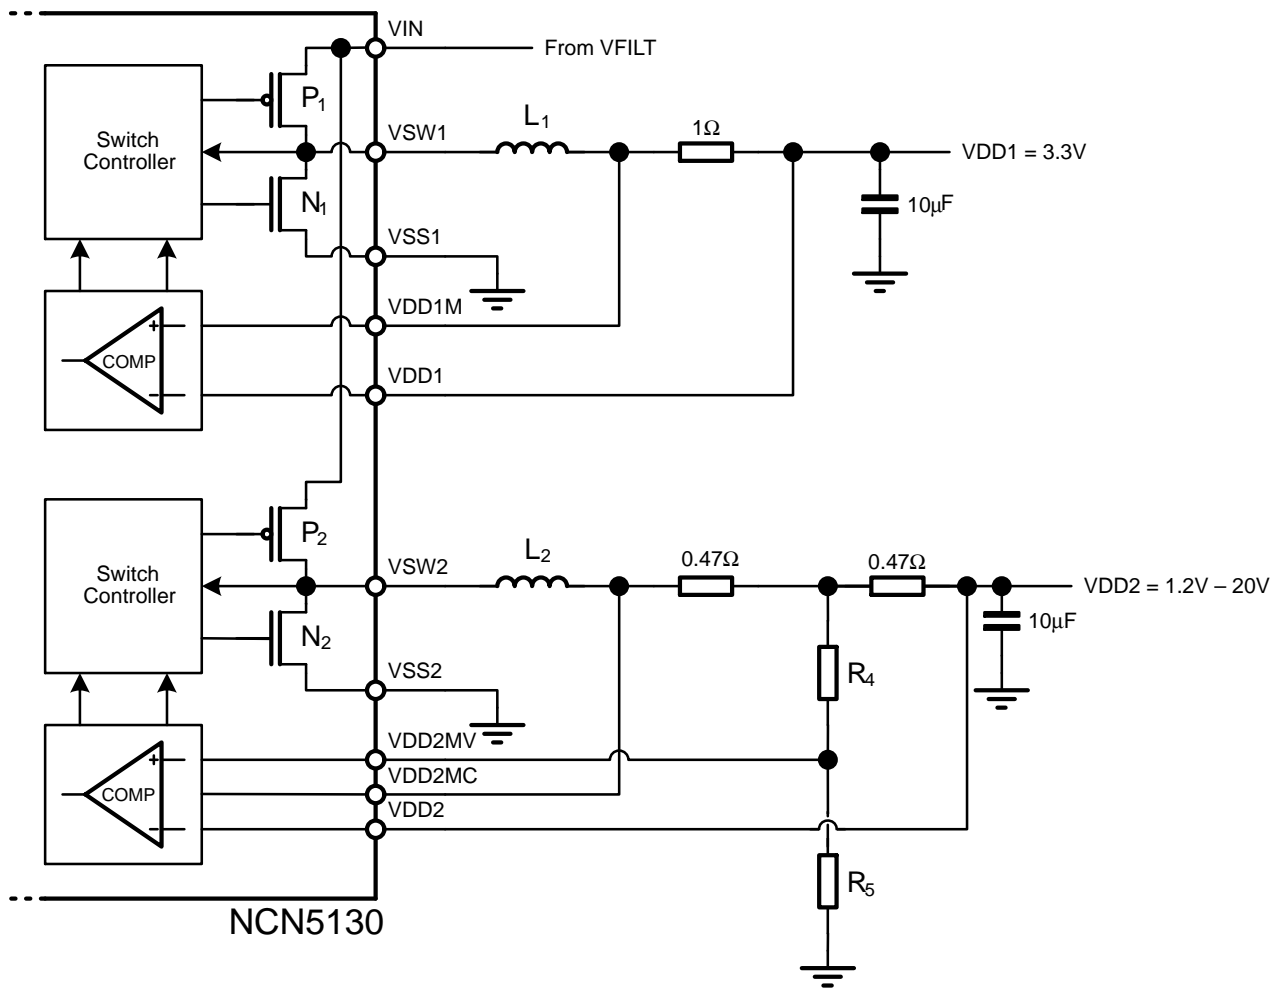 VIN
From VFILT
P1
Switch
Controller
VSW1
L1
1Ω
VDD1 = 3.3V
N1
10µF
VSS1
VDD1M
+
COMP
−
VDD1
P2
Switch
Controller
VSW2
L2
0.47Ω
0.47Ω
VDD2 = 1.2V – 20V
N2
10µF
VSS2
R4
VDD2MV
+
COMP
−
VDD2MC
VDD2
R5
NCN5130